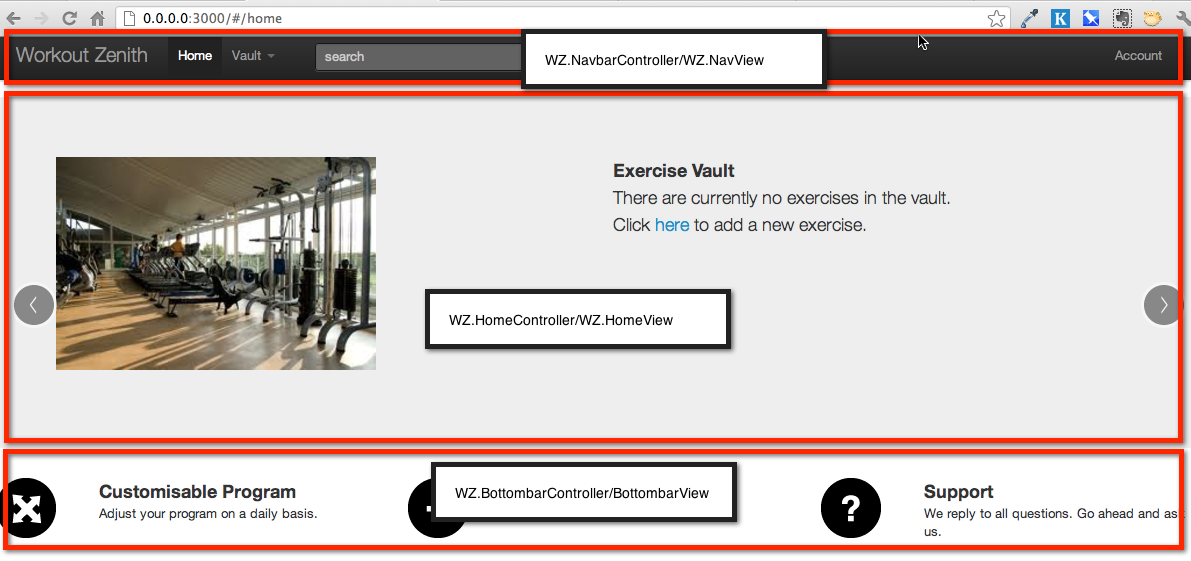 0.0.0.0:3000/#/home
Workout Zenith Home Vault search Account
WZ.NavbarController/WZ.NavView
Exercise Vault
There are currently no exercises in the vault.
Click here to add a new exercise.
WZ.HomeController/WZ.HomeView
Customisable Program
Adjust your program on a daily basis.
WZ.BottombarController/BottombarView
Support
We reply to all questions. Go ahead and ask
us.